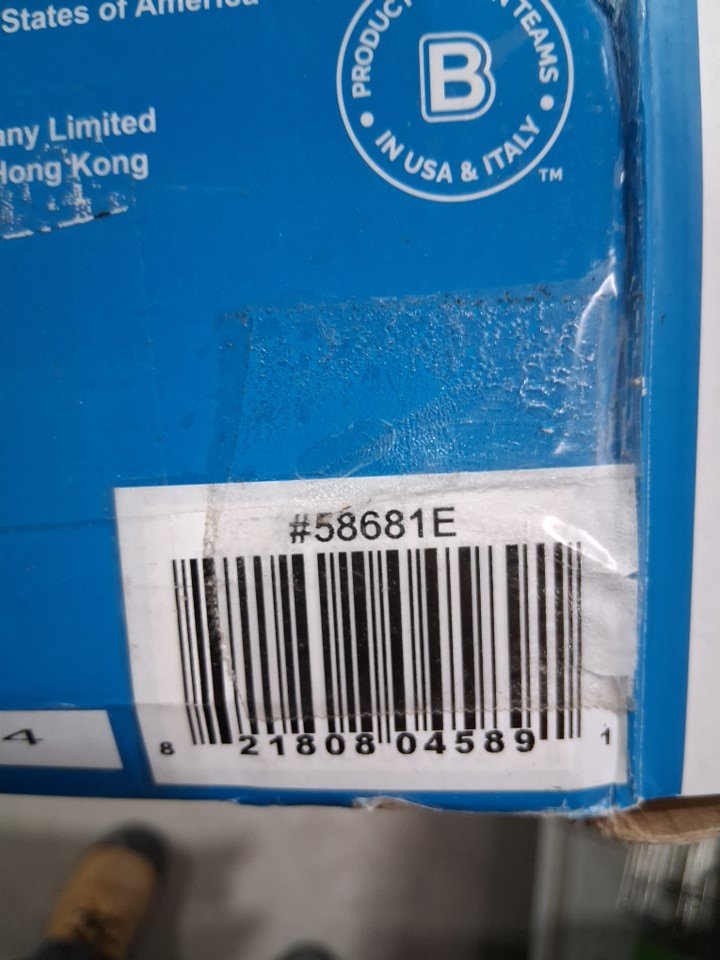 States of America
PRODUCT
TEAMS
B
IN USA & ITALY
TM
any Limited
Hong Kong
#58681E
8 21808 04589 1
4